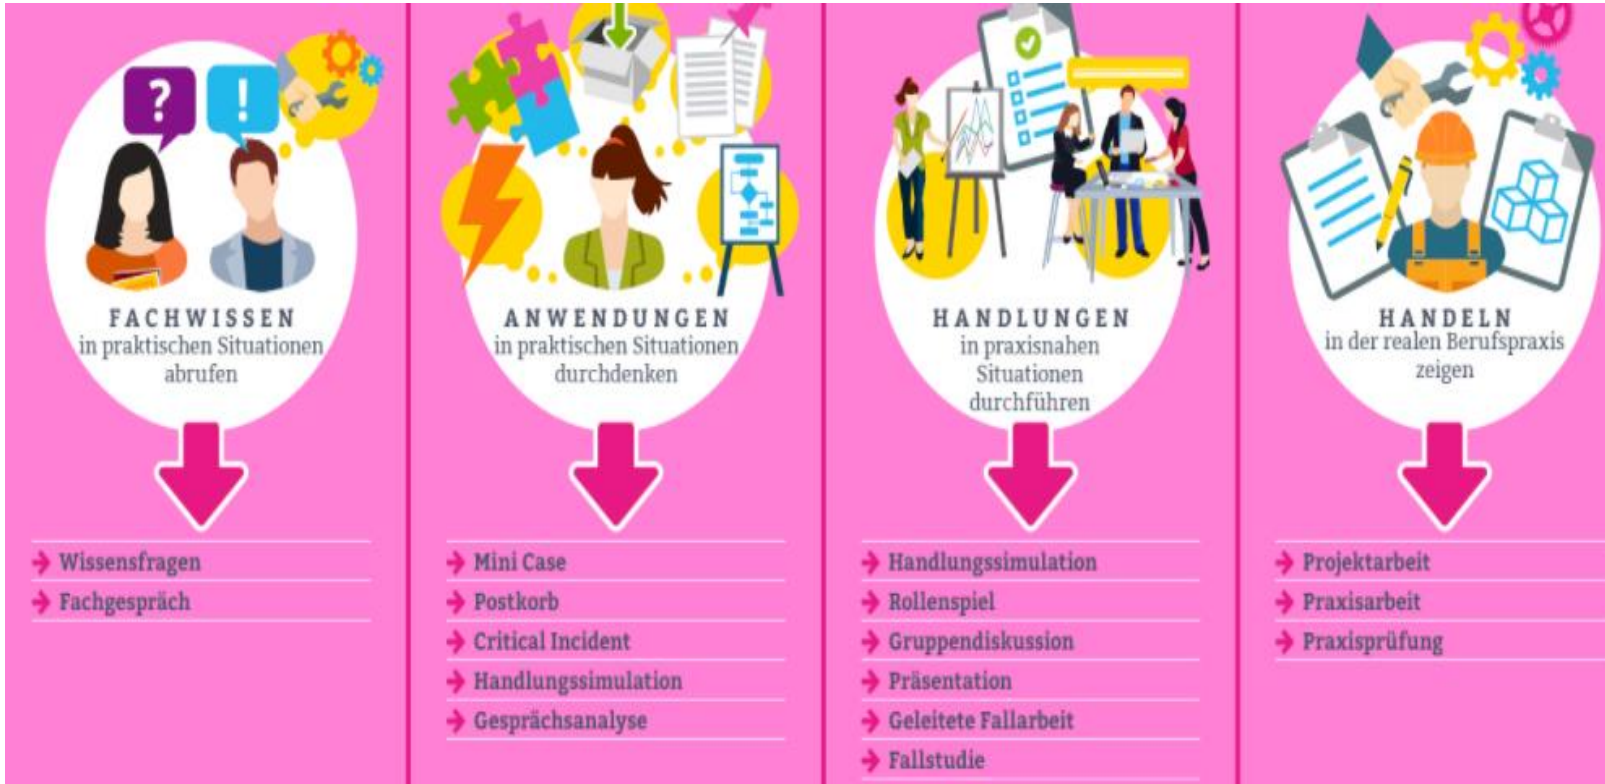 ?
!
FACHWISSEN
in praktischen Situationen
abrufen
Wissensfragen
Fachgespräch
ANWENDUNGEN
in praktischen Situationen
durchdenken
Mini Case
Postkorb
Critical Incident
Handlungssimulation
Gesprächsanalyse
HANDLUNGEN
in praxisnahen
Situationen
durchführen
Handlungssimulation
Rollenspiel
Gruppendiskussion
Präsentation
Geleitete Fallarbeit
Fallstudie
HANDELN
in der realen Berufspraxis
zeigen
Projektarbeit
Praxisarbeit
Praxisprüfung